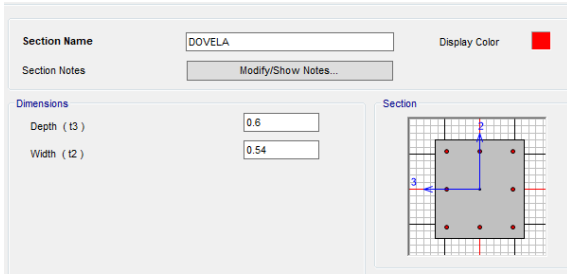 Section Name DOVELA Display Color
Section Notes Modify/Show Notes...
Dimensions
Depth ( t3 ) 0.6
Width ( t2 ) 0.54
Section
2
3